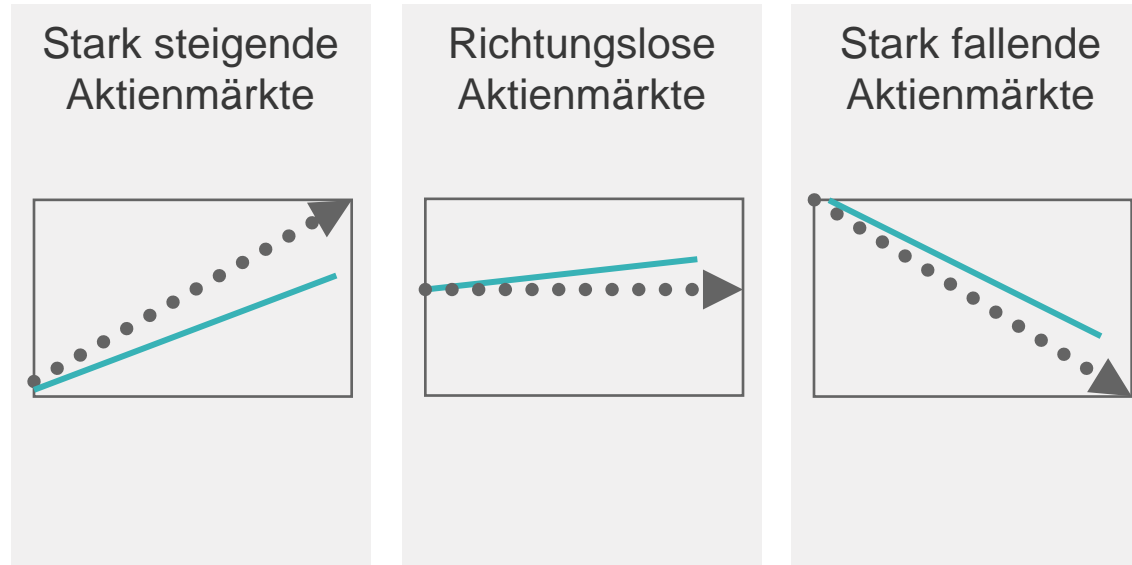 Stark steigende
Aktienmärkte
Richtungslose
Aktienmärkte
Stark fallende
Aktienmärkte